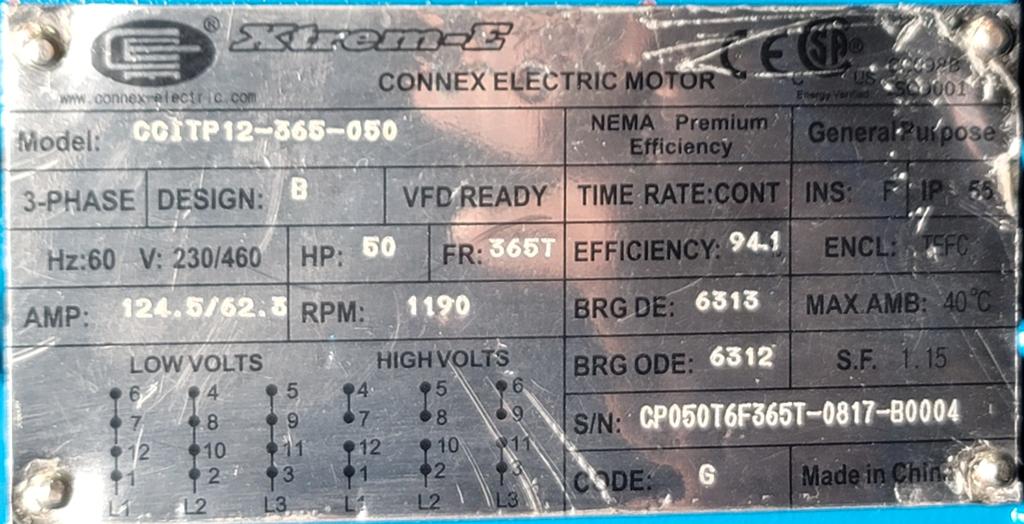 Xtrem-E
CONNEX ELECTRIC MOTOR
www.connex-electric.com
CE
SA®
C US
Energy Verified
Model: CCITP12-365-050
NEMA Premium
Efficiency
General Purpose
3-PHASE DESIGN: B VFD READY TIME RATE:CONT INS: F IP 55
Hz:60 V: 230/460 HP: 50 FR: 365T EFFICIENCY: 94.1 ENCL: TEFC
AMP: 124.5/62.3 RPM: 1190 BRG DE: 6313 MAX.AMB: 40°C
LOW VOLTS HIGH VOLTS BRG ODE: 6312 S.F. 1.15
6 4 5 4 5 6
7 8 9 7 8 9
S/N: CP050T6F365T-0817-B0004
12 10 11 12 10 11
1 2 3 1 2 3
CODE: G Made in China
L1 L2 L3 L1 L2 L3